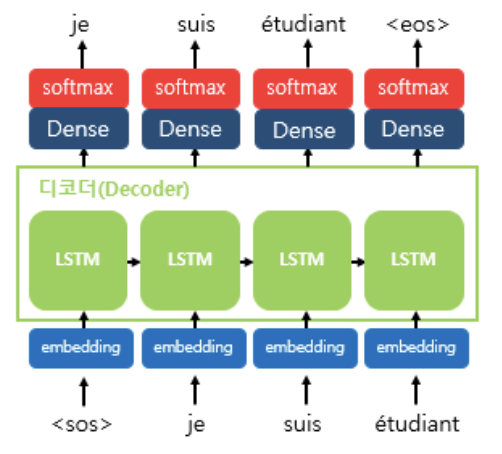 je suis étudiant <eos>
softmax softmax softmax softmax
Dense Dense Dense Dense
디코더(Decoder)
LSTM LSTM LSTM LSTM
embedding embedding embedding embedding
<sos> je suis étudiant